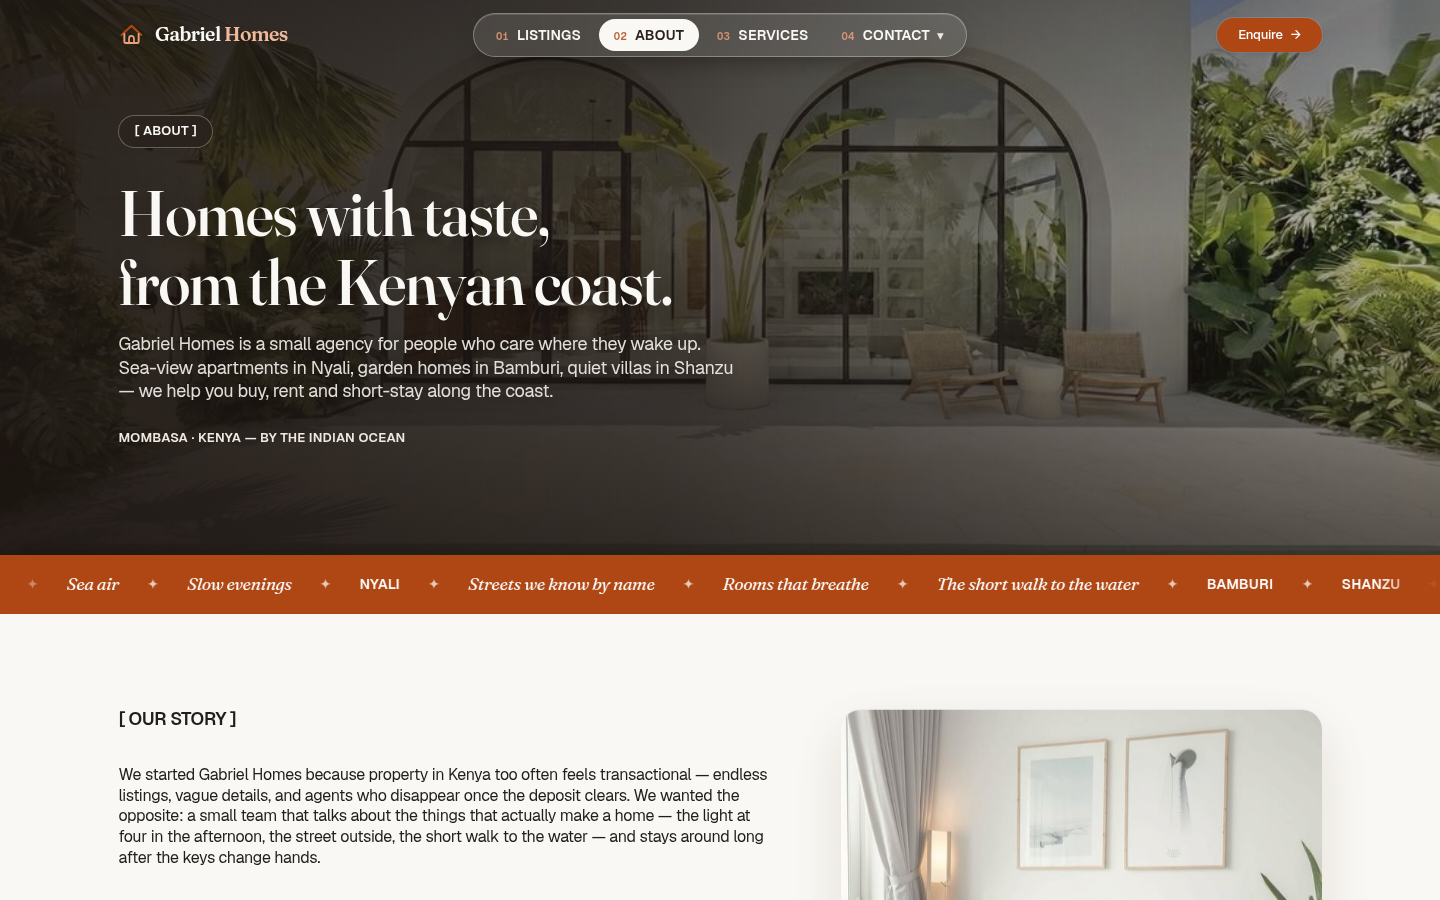 Gabriel Homes
01 LISTINGS 02 ABOUT 03 SERVICES 04 CONTACT ▼
Enquire →
[ ABOUT ]
Homes with taste,
from the Kenyan coast.
Gabriel Homes is a small agency for people who care where they wake up.
Sea-view apartments in Nyali, garden homes in Bamburi, quiet villas in Shanzu
— we help you buy, rent and short-stay along the coast.
MOMBASA · KENYA — BY THE INDIAN OCEAN
✦ Sea air ✦ Slow evenings ✦ NYALI ✦ Streets we know by name ✦ Rooms that breathe ✦ The short walk to the water ✦ BAMBURI ✦ SHANZU ✦
[ OUR STORY ]
We started Gabriel Homes because property in Kenya too often feels transactional — endless
listings, vague details, and agents who disappear once the deposit clears. We wanted the
opposite: a small team that talks about the things that actually make a home — the light at
four in the afternoon, the street outside, the short walk to the water — and stays around long
after the keys change hands.